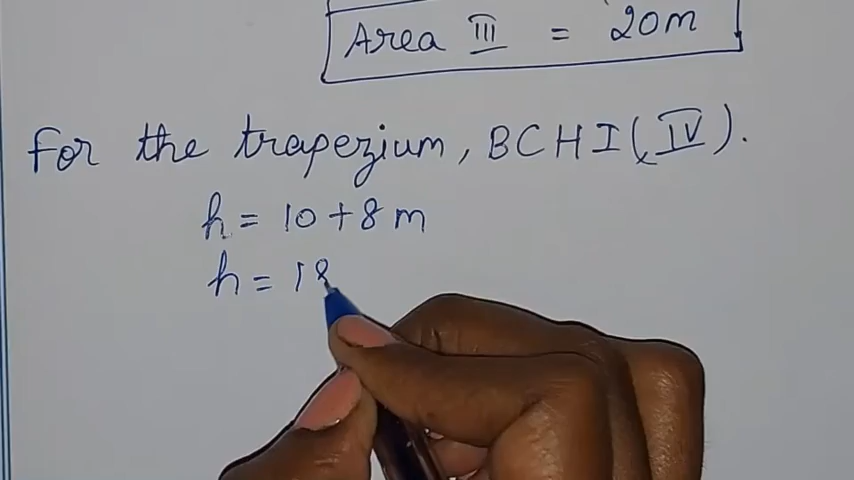 Area III = 20m
For the trapezium, BCHI(IV).
h = 10 + 8 m
h = 18